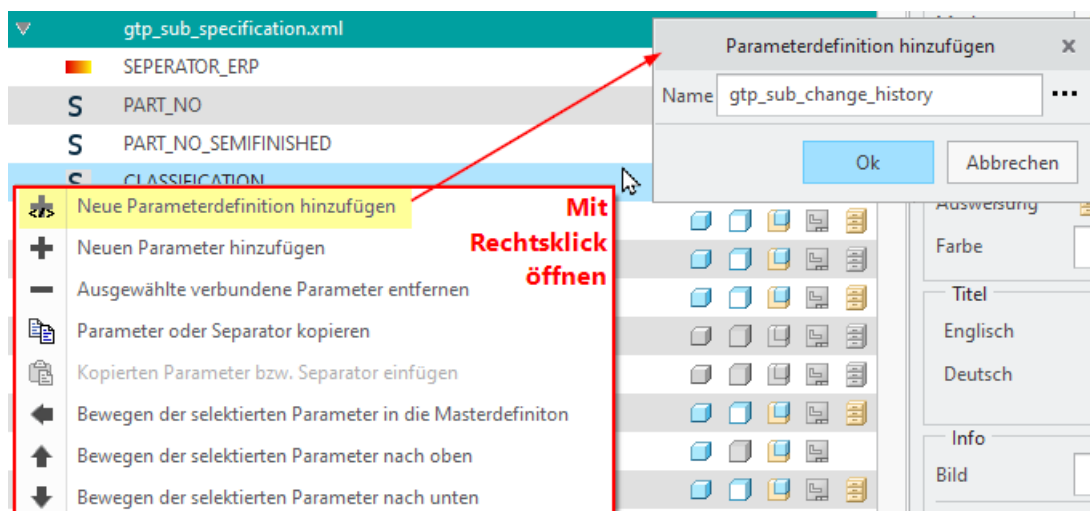 gtp_sub_specification.xml
SEPERATOR_ERP
PART_NO
PART_NO_SEMIFINISHED
CLASSIFICATION
Neue Parameterdefinition hinzufügen
Neuen Parameter hinzufügen
Ausgewählte verbundene Parameter entfernen
Parameter oder Separator kopieren
Kopierten Parameter bzw. Separator einfügen
Bewegen der selektierten Parameter in die Masterdefiniton
Bewegen der selektierten Parameter nach oben
Bewegen der selektierten Parameter nach unten
Mit
Rechtsklick
öffnen
Parameterdefinition hinzufügen
Name gtp_sub_change_history
Ok Abbrechen
Ausweisung
Farbe
Titel
Englisch
Deutsch
Info
Bild